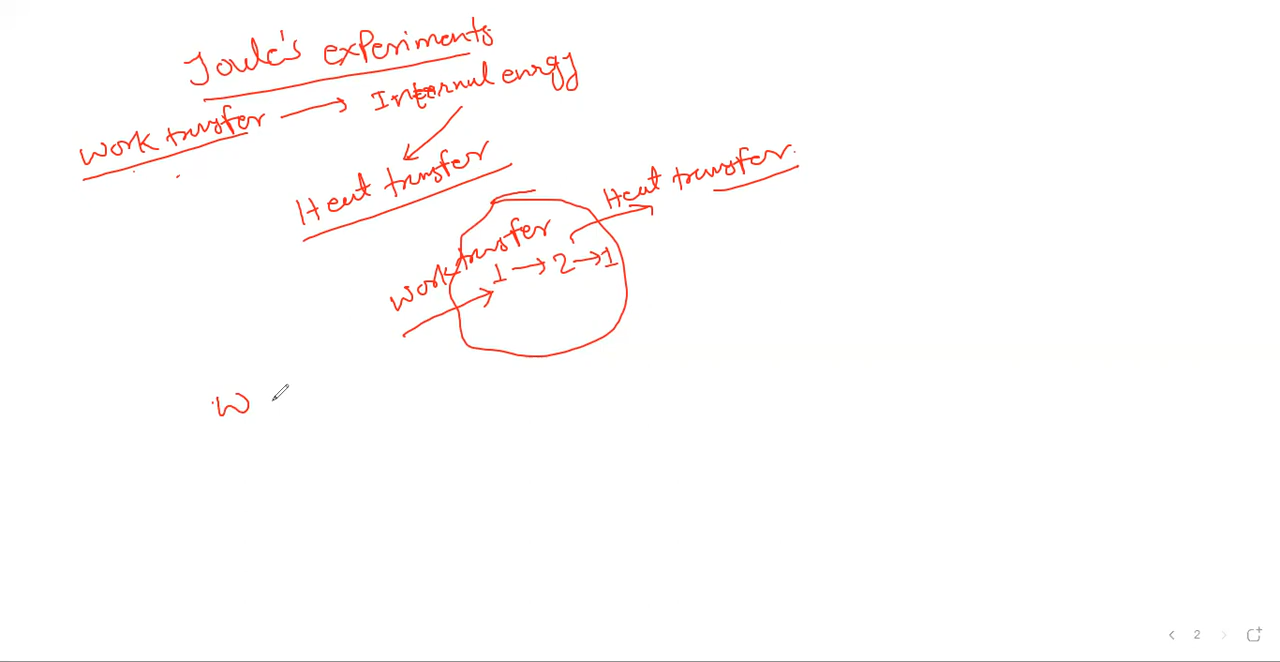 Joule's experiments
Work transfer → Internal energy
Heat transfer
Heat transfer
Work transfer
1 → 2 → 1
W
2